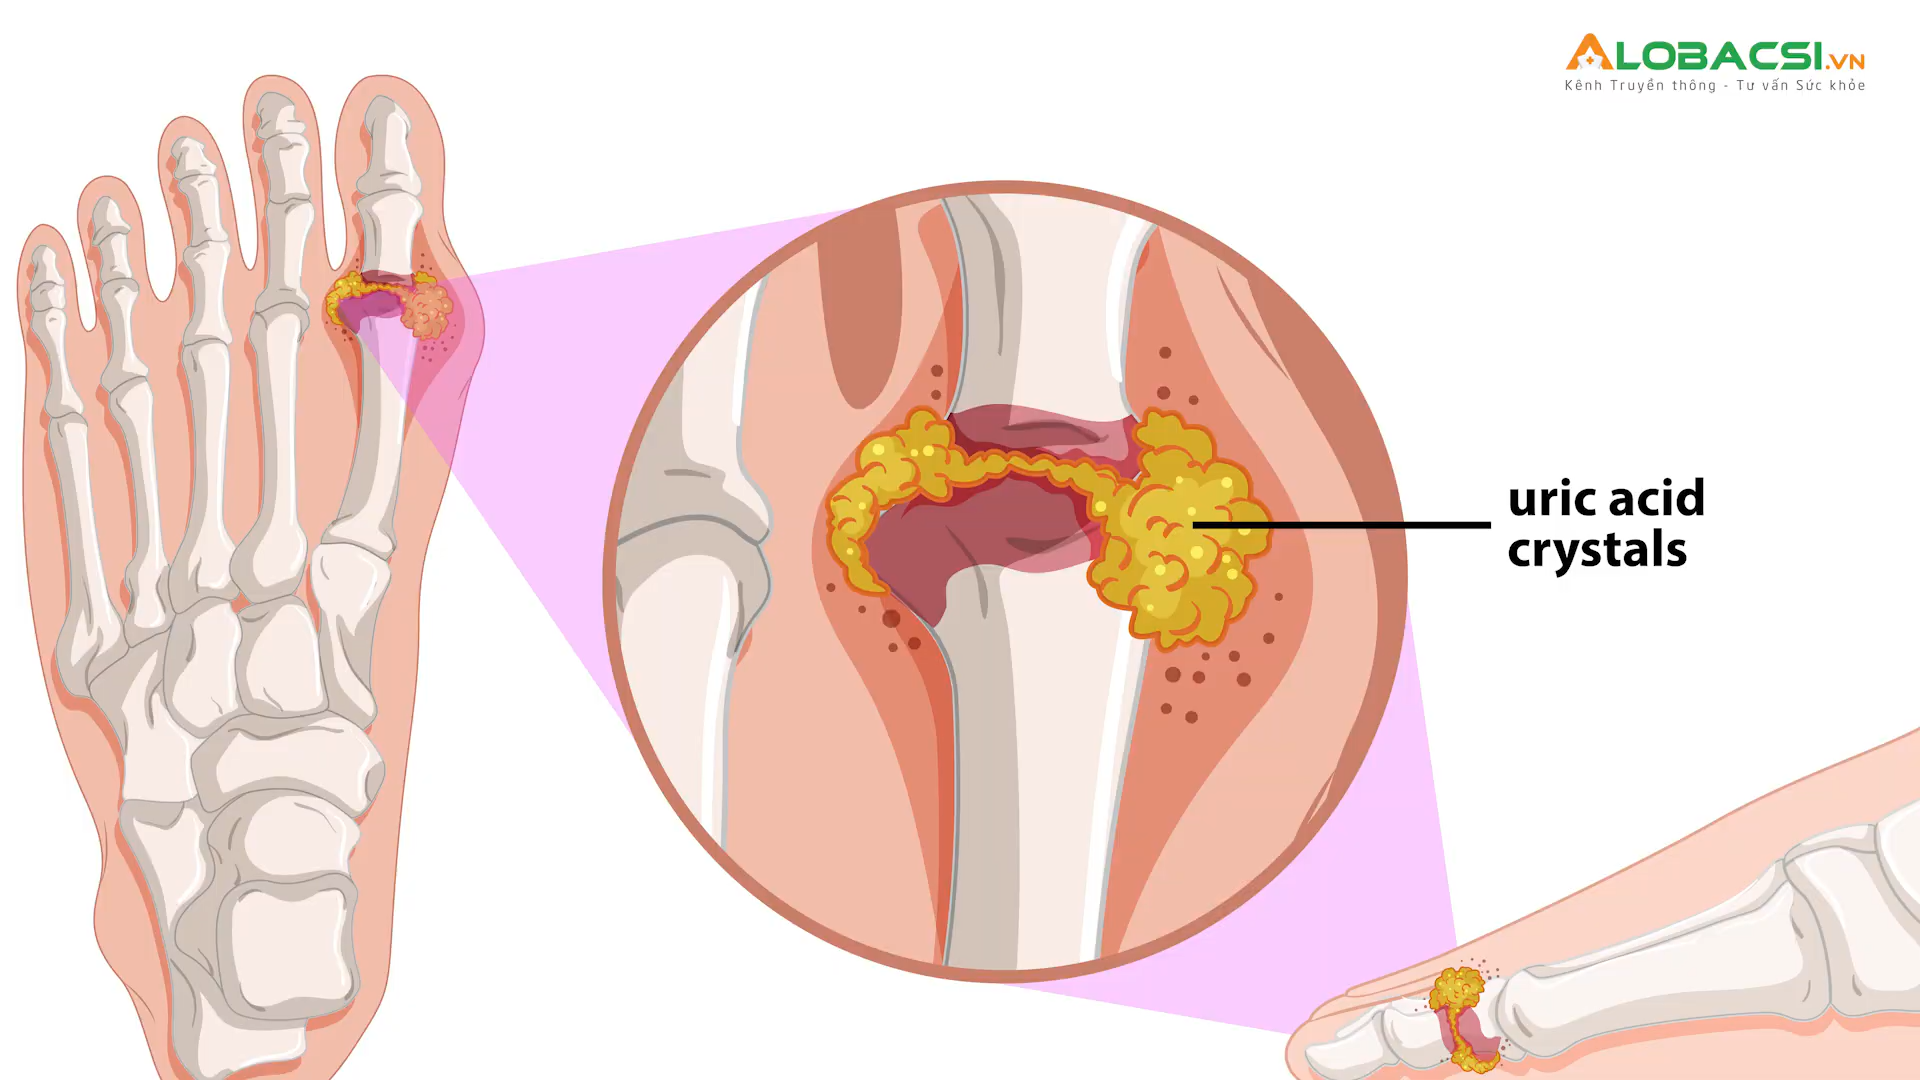 ALOBACSI.VN
Kênh Truyền thông - Tư vấn Sức khỏe
uric acid
crystals